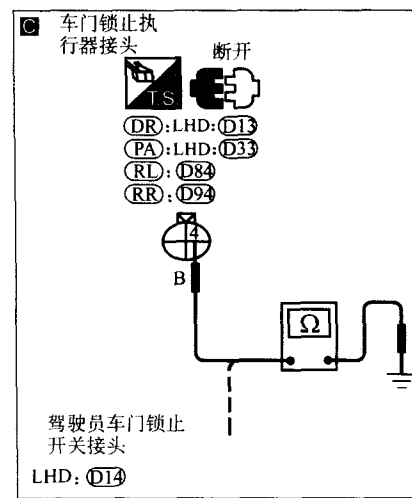 C 车门锁止执
行器接头
断开
T.S
DR:LHD:D13
PA:LHD:D33
RL:D84
RR:D94
4
B
Ω
驾驶员车门锁止
开关接头
LHD:D14